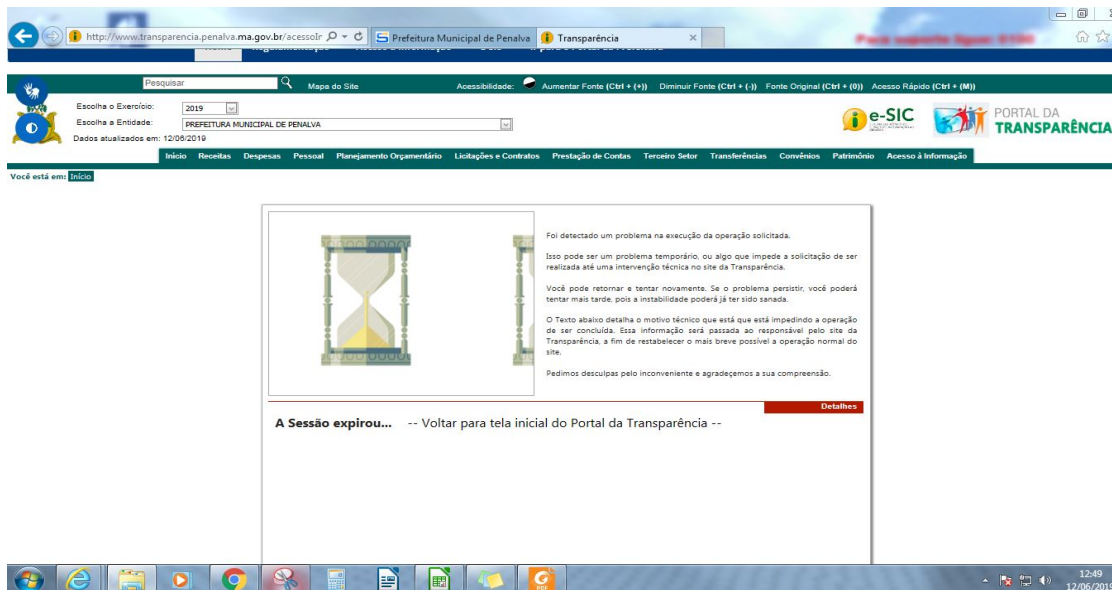 http://www.transparencia.penalva.ma.gov.br/acessoIr
Prefeitura Municipal de Penalva
Transparência
Para suporte ligue: 6100
Home
Pesquisar
Mapa do Site
Acessibilidade:
Aumentar Fonte (Ctrl + (+))
Diminuir Fonte (Ctrl + (-))
Fonte Original (Ctrl + (0))
Acesso Rápido (Ctrl + (M))
Escolha o Exercício: 2019
Escolha a Entidade: PREFEITURA MUNICIPAL DE PENALVA
Dados atualizados em: 12/06/2019
e-SIC
PORTAL DA
TRANSPARÊNCIA
Início Receitas Despesas Pessoal Planejamento Orçamentário Licitações e Contratos Prestação de Contas Terceiro Setor Transferências Convênios Patrimônio Acesso à Informação
Você está em: Início
Foi detectado um problema na execução da operação solicitada.
Isso pode ser um problema temporário, ou algo que impede a solicitação de ser
realizada até uma intervenção técnica no site da Transparência.
Você pode retornar e tentar novamente. Se o problema persistir, você poderá
tentar mais tarde, pois a instabilidade poderá já ter sido sanada.
O Texto abaixo detalha o motivo técnico que está que está impedindo a operação
de ser concluída. Essa informação será passada ao responsável pelo site da
Transparência, a fim de restabelecer o mais breve possível a operação normal do
site.
Pedimos desculpas pelo inconveniente e agradeçemos a sua compreensão.
Detalhes
A Sessão expirou... -- Voltar para tela inicial do Portal da Transparência --
PDF
12:49
12/06/2019